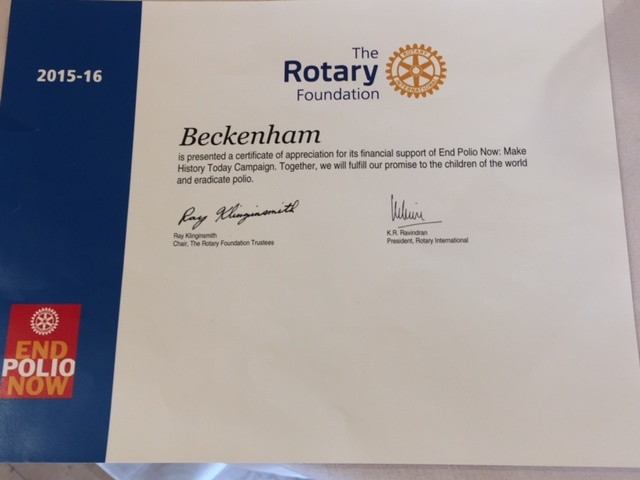 2015-16
The
Rotary
Foundation
ROTARY
INTERNATIONAL
Beckenham
is presented a certificate of appreciation for its financial support of End Polio Now: Make
History Today Campaign. Together, we will fulfill our promise to the children of the world
and eradicate polio.
Ray Klinginsmith
Ray Klinginsmith
Chair, The Rotary Foundation Trustees
K.R. Ravindran
President, Rotary International
END
POLIO
NOW